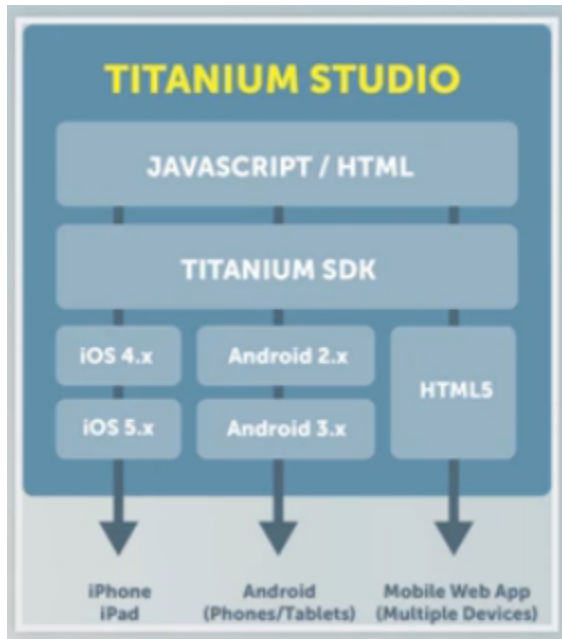 TITANIUM STUDIO
JAVASCRIPT / HTML
TITANIUM SDK
iOS 4.x
Android 2.x
HTML5
iOS 5.x
Android 3.x
iPhone
iPad
Android
(Phones/Tablets)
Mobile Web App
(Multiple Devices)